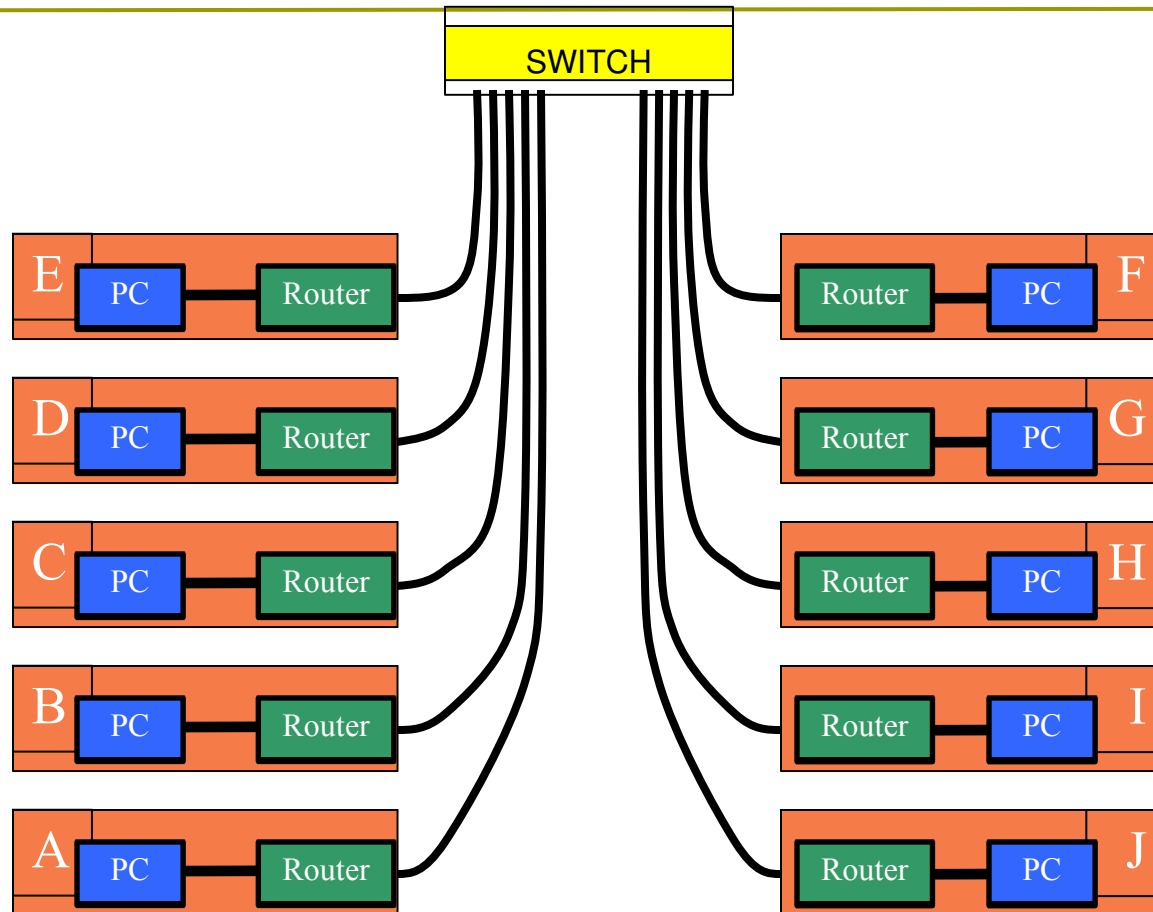 SWITCH
E PC Router Router PC F
D PC Router Router PC G
C PC Router Router PC H
B PC Router Router PC I
A PC Router Router PC J